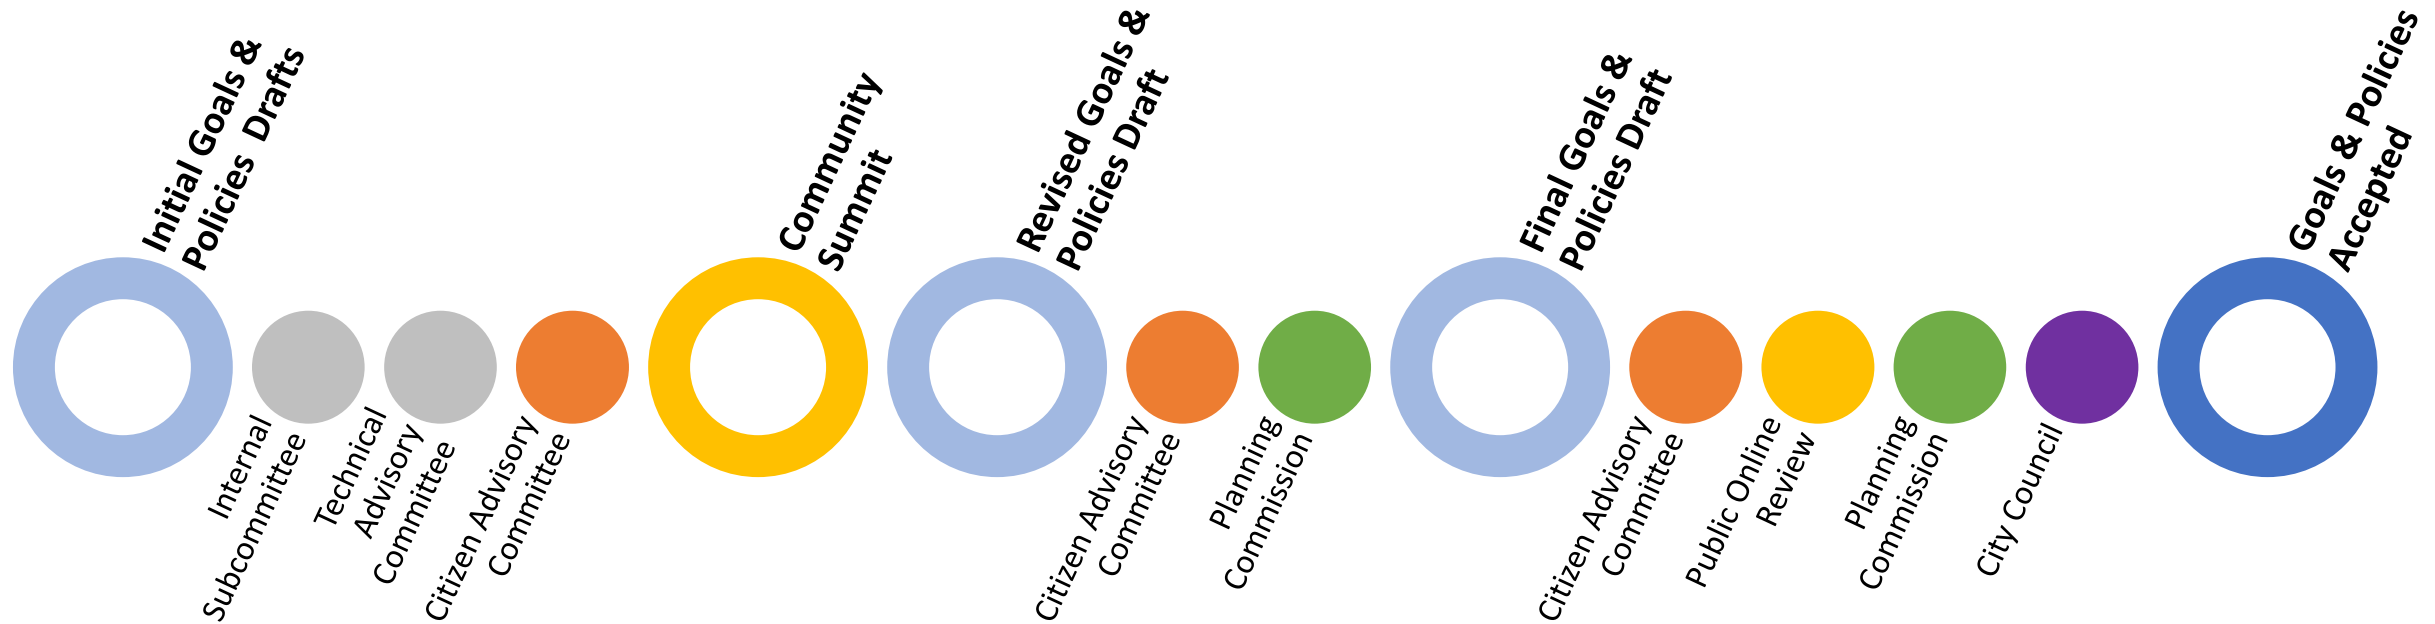 Initial Goals &
Policies Drafts
Internal
Subcommittee
Technical
Advisory
Committee
Citizen Advisory
Committee
Community
Summit
Revised Goals &
Policies Draft
Citizen Advisory
Committee
Planning
Commission
Final Goals &
Policies Draft
Citizen Advisory
Committee
Public Online
Review
Planning
Commission
City Council
Goals & Policies
Accepted